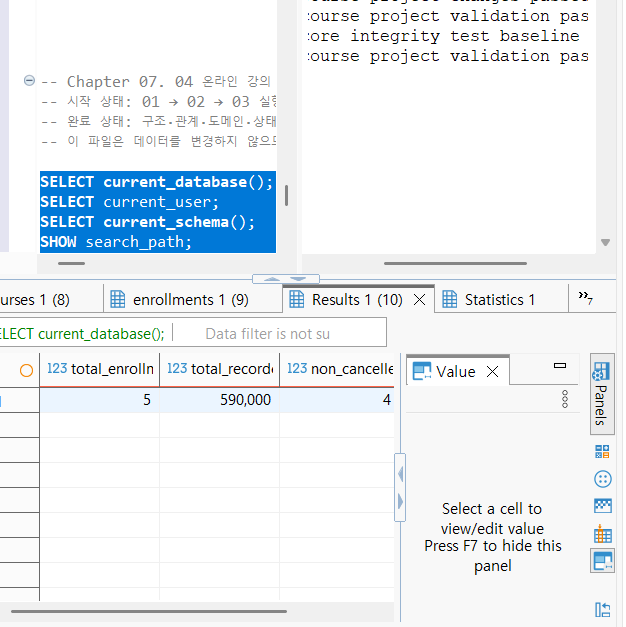 course project validation pas
core integrity test baseline
course project validation pas
-- Chapter 07. 04 온라인 강의
-- 시작 상태: 01 → 02 → 03 실행
-- 완료 상태: 구조·관계·도메인·상태
-- 이 파일은 데이터를 변경하지 않으므
SELECT current_database();
SELECT current_user;
SELECT current_schema();
SHOW search_path;
urses 1 (8)
enrollments 1 (9)
Results 1 (10)
Statistics 1
»7
ELECT current_database();
Data filter is not su
123 total_enrolln
123 total_recorde
123 non_cancelle
5
590,000
4
Value
Panels
Select a cell to
view/edit value
Press F7 to hide this
panel